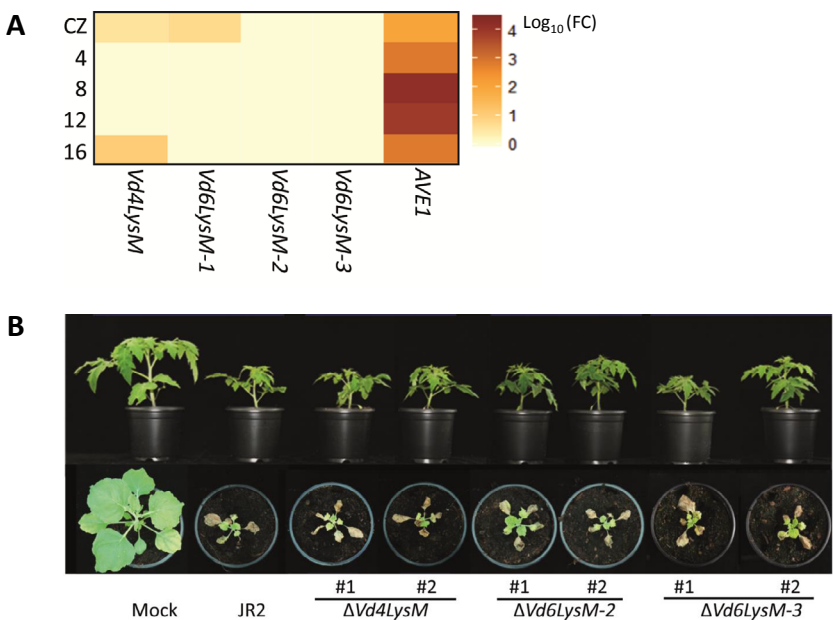 A
CZ
4
8
12
16
Vd4LysM
Vd6LysM-1
Vd6LysM-2
Vd6LysM-3
AVE1
Log10 (FC)
4
3
2
1
0
B
#1 #2 #1 #2 #1 #2
Mock JR2 ΔVd4LysM ΔVd6LysM-2 ΔVd6LysM-3